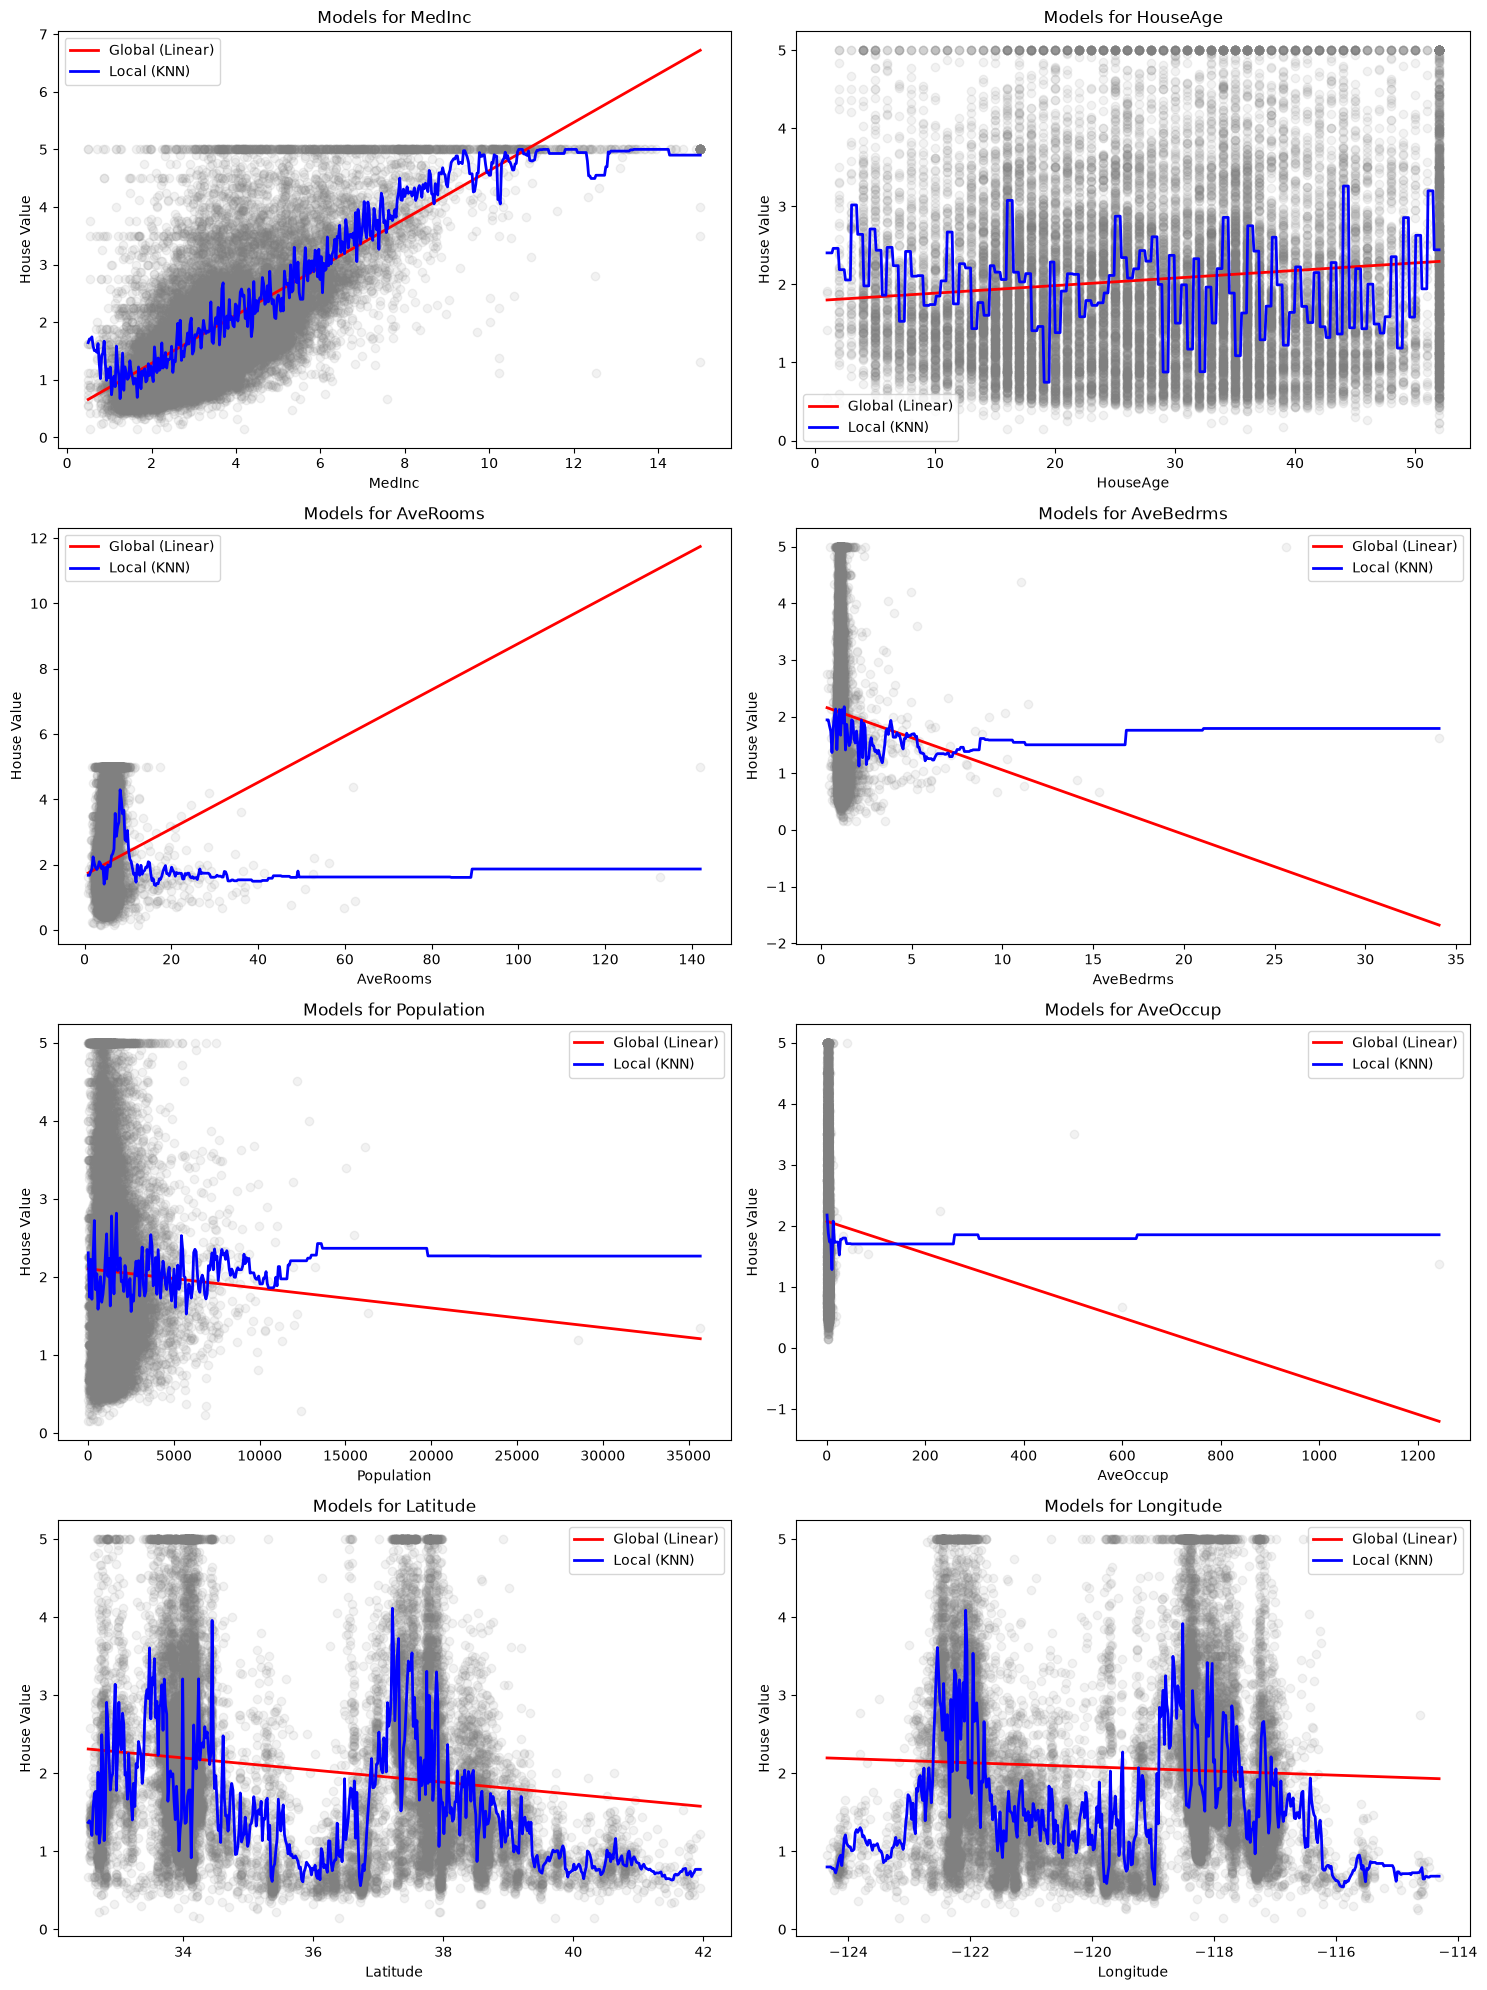 Models for MedInc
Global (Linear)
Local (KNN)
House Value
7
6
5
4
3
2
1
0
0 2 4 6 8 10 12 14
MedInc
Models for HouseAge
Global (Linear)
Local (KNN)
House Value
5
4
3
2
1
0
0 10 20 30 40 50
HouseAge
Models for AveRooms
Global (Linear)
Local (KNN)
House Value
12
10
8
6
4
2
0
0 20 40 60 80 100 120 140
AveRooms
Models for AveBedrms
Global (Linear)
Local (KNN)
House Value
5
4
3
2
1
0
−1
−2
0 5 10 15 20 25 30 35
AveBedrms
Models for Population
Global (Linear)
Local (KNN)
House Value
5
4
3
2
1
0
0 5000 10000 15000 20000 25000 30000 35000
Population
Models for AveOccup
Global (Linear)
Local (KNN)
House Value
5
4
3
2
1
0
−1
0 200 400 600 800 1000 1200
AveOccup
Models for Latitude
Global (Linear)
Local (KNN)
House Value
5
4
3
2
1
0
34 36 38 40 42
Latitude
Models for Longitude
Global (Linear)
Local (KNN)
House Value
5
4
3
2
1
0
−124 −122 −120 −118 −116 −114
Longitude